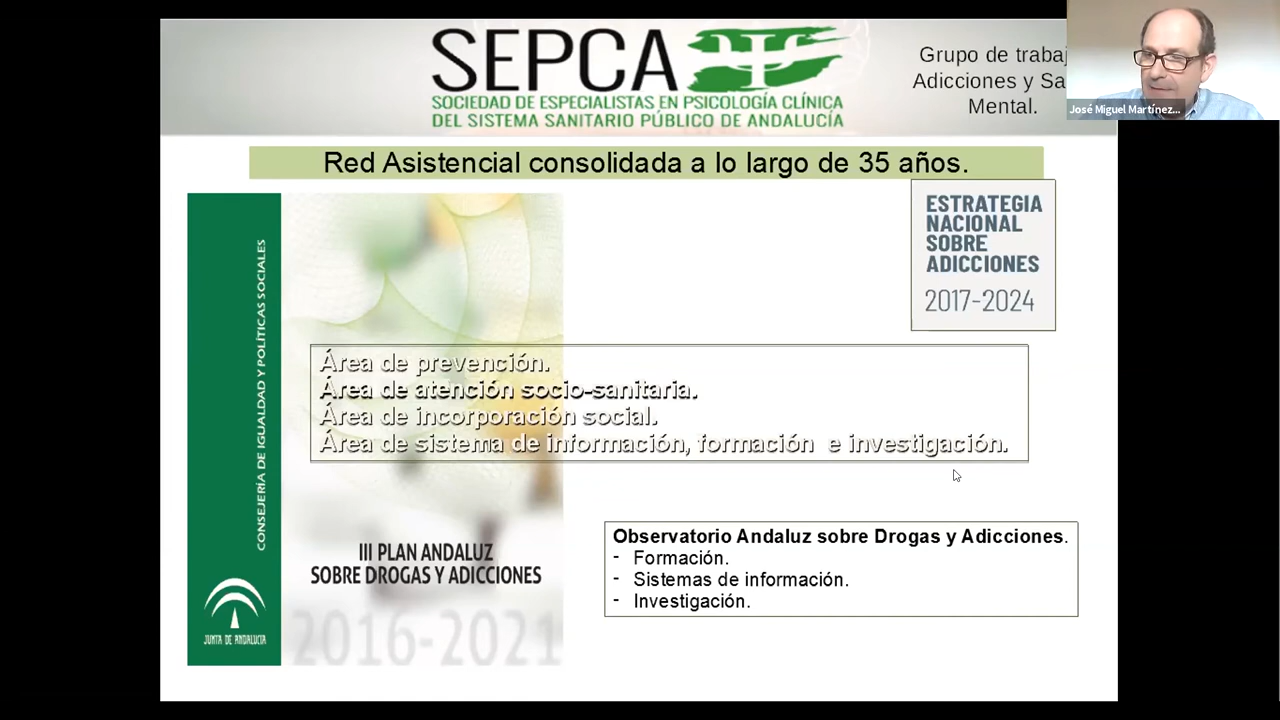 SEPCA
SOCIEDAD DE ESPECIALISTAS EN PSICOLOGÍA CLÍNICA
DEL SISTEMA SANITARIO PÚBLICO DE ANDALUCÍA
Grupo de trabaj
Adicciones y Sa
Mental.
José Miguel Martínez...
Red Asistencial consolidada a lo largo de 35 años.
ESTRATEGIA
NACIONAL
SOBRE
ADICCIONES
2017-2024
CONSEJERÍA DE IGUALDAD Y POLÍTICAS SOCIALES
Área de prevención.
Área de atención socio-sanitaria.
Área de incorporación social.
Área de sistema de información, formación e investigación.
Observatorio Andaluz sobre Drogas y Adicciones.
- Formación.
- Sistemas de información.
- Investigación.
III PLAN ANDALUZ
SOBRE DROGAS Y ADICCIONES
2016-2021
JUNTA DE ANDALUCIA